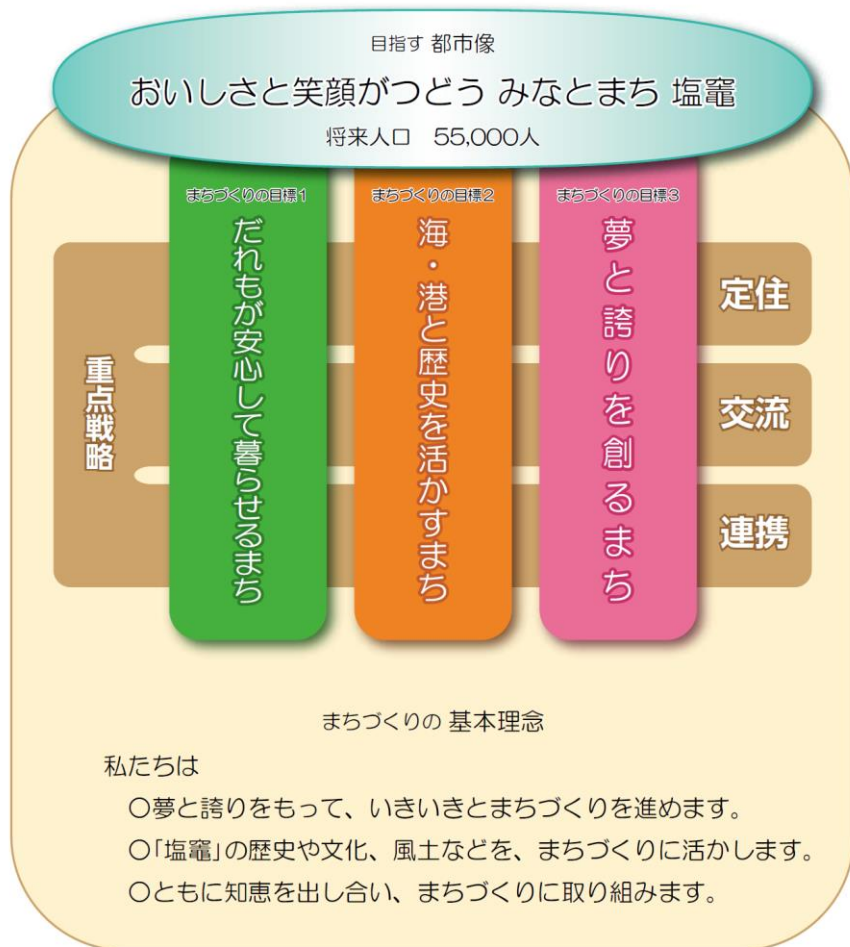 目指す 都市像
おいしさと笑顔がつどう みなとまち 塩竈
将来人口　55,000人
まちづくりの目標1
だれもが安心して暮らせるまち
まちづくりの目標2
海・港と歴史を活かすまち
まちづくりの目標3
夢と誇りを創るまち
重点戦略
定住
交流
連携
まちづくりの 基本理念
私たちは
○夢と誇りをもって、いきいきとまちづくりを進めます。
○「塩竈」の歴史や文化、風土などを、まちづくりに活かします。
○ともに知恵を出し合い、まちづくりに取り組みます。